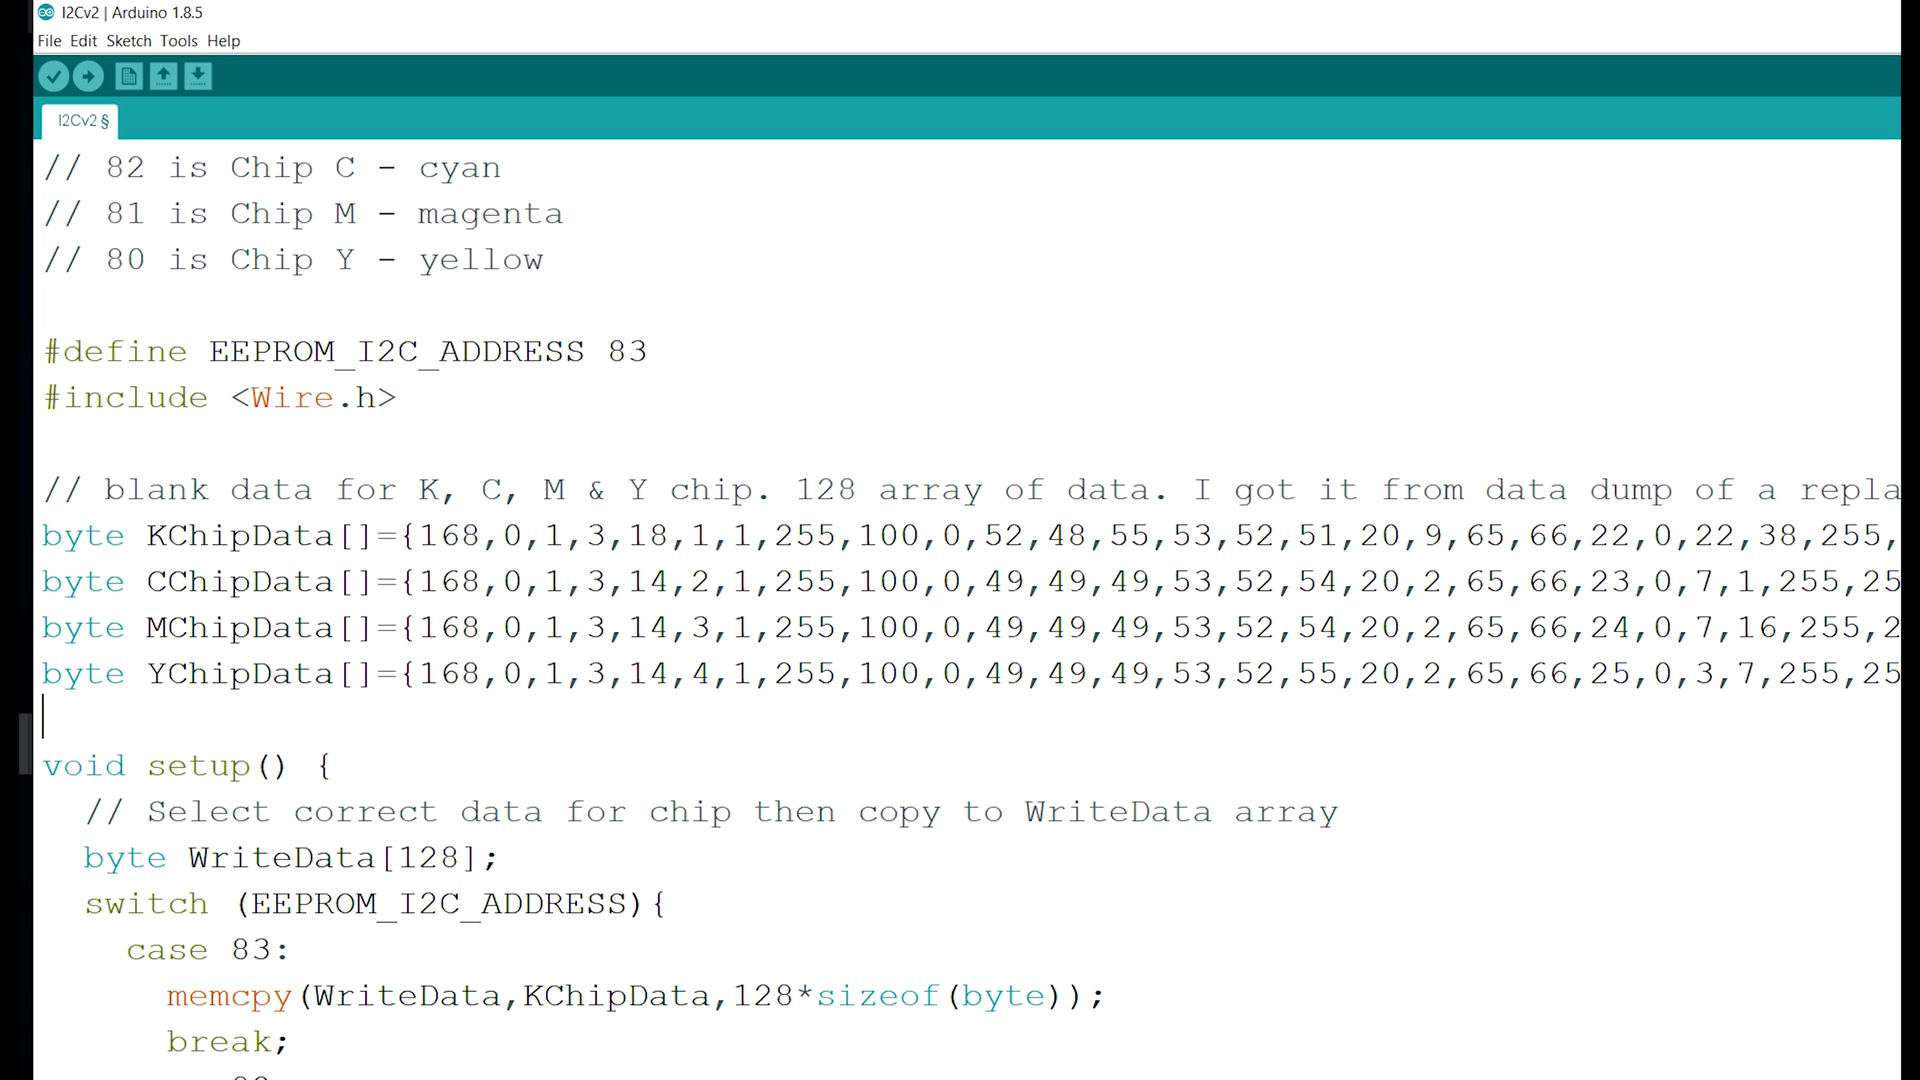 I2Cv2 | Arduino 1.8.5
File Edit Sketch Tools Help
I2Cv2 §
// 82 is Chip C - cyan
// 81 is Chip M - magenta
// 80 is Chip Y - yellow
#define EEPROM_I2C_ADDRESS 83
#include <Wire.h>
// blank data for K, C, M & Y chip. 128 array of data. I got it from data dump of a repla
byte KChipData[]={168,0,1,3,18,1,1,255,100,0,52,48,55,53,52,51,20,9,65,66,22,0,22,38,255,
byte CChipData[]={168,0,1,3,14,2,1,255,100,0,49,49,49,53,52,54,20,2,65,66,23,0,7,1,255,25
byte MChipData[]={168,0,1,3,14,3,1,255,100,0,49,49,49,53,52,54,20,2,65,66,24,0,7,16,255,2
byte YChipData[]={168,0,1,3,14,4,1,255,100,0,49,49,49,53,52,55,20,2,65,66,25,0,3,7,255,25
void setup() {
// Select correct data for chip then copy to WriteData array
byte WriteData[128];
switch (EEPROM_I2C_ADDRESS){
case 83:
memcpy(WriteData,KChipData,128*sizeof(byte));
break;